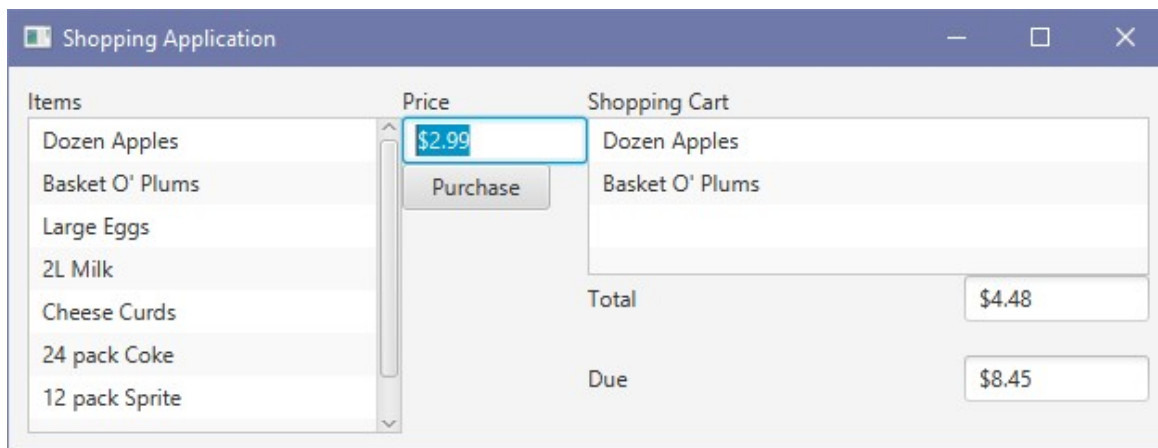 Shopping Application
Items
Dozen Apples
Basket O' Plums
Large Eggs
2L Milk
Cheese Curds
24 pack Coke
12 pack Sprite
Price
$2.99
Purchase
Shopping Cart
Dozen Apples
Basket O' Plums
Total
$4.48
Due
$8.45